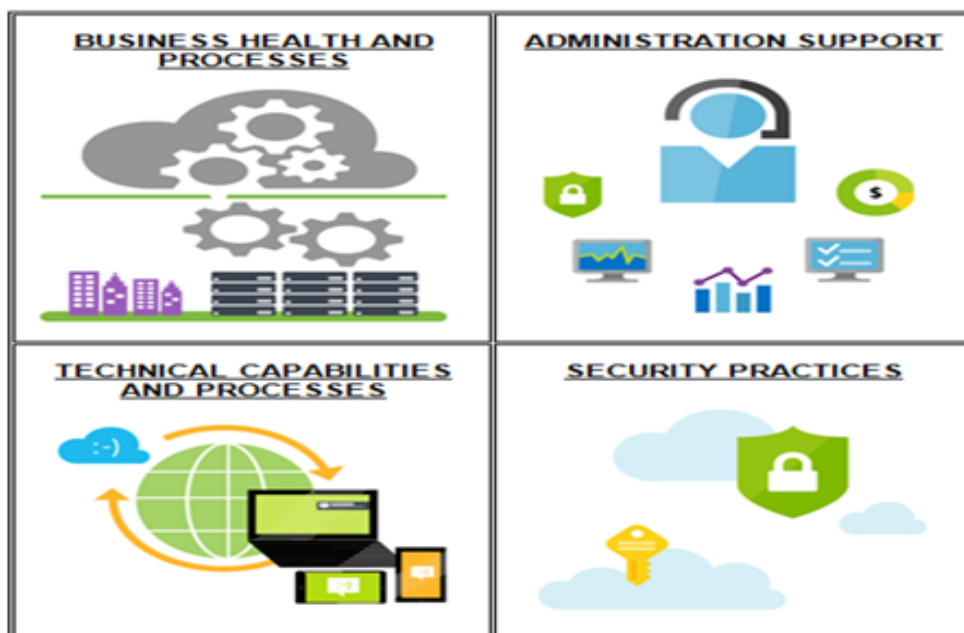 BUSINESS HEALTH AND
PROCESSES
ADMINISTRATION SUPPORT
$
TECHNICAL CAPABILITIES
AND PROCESSES
:-)
SECURITY PRACTICES